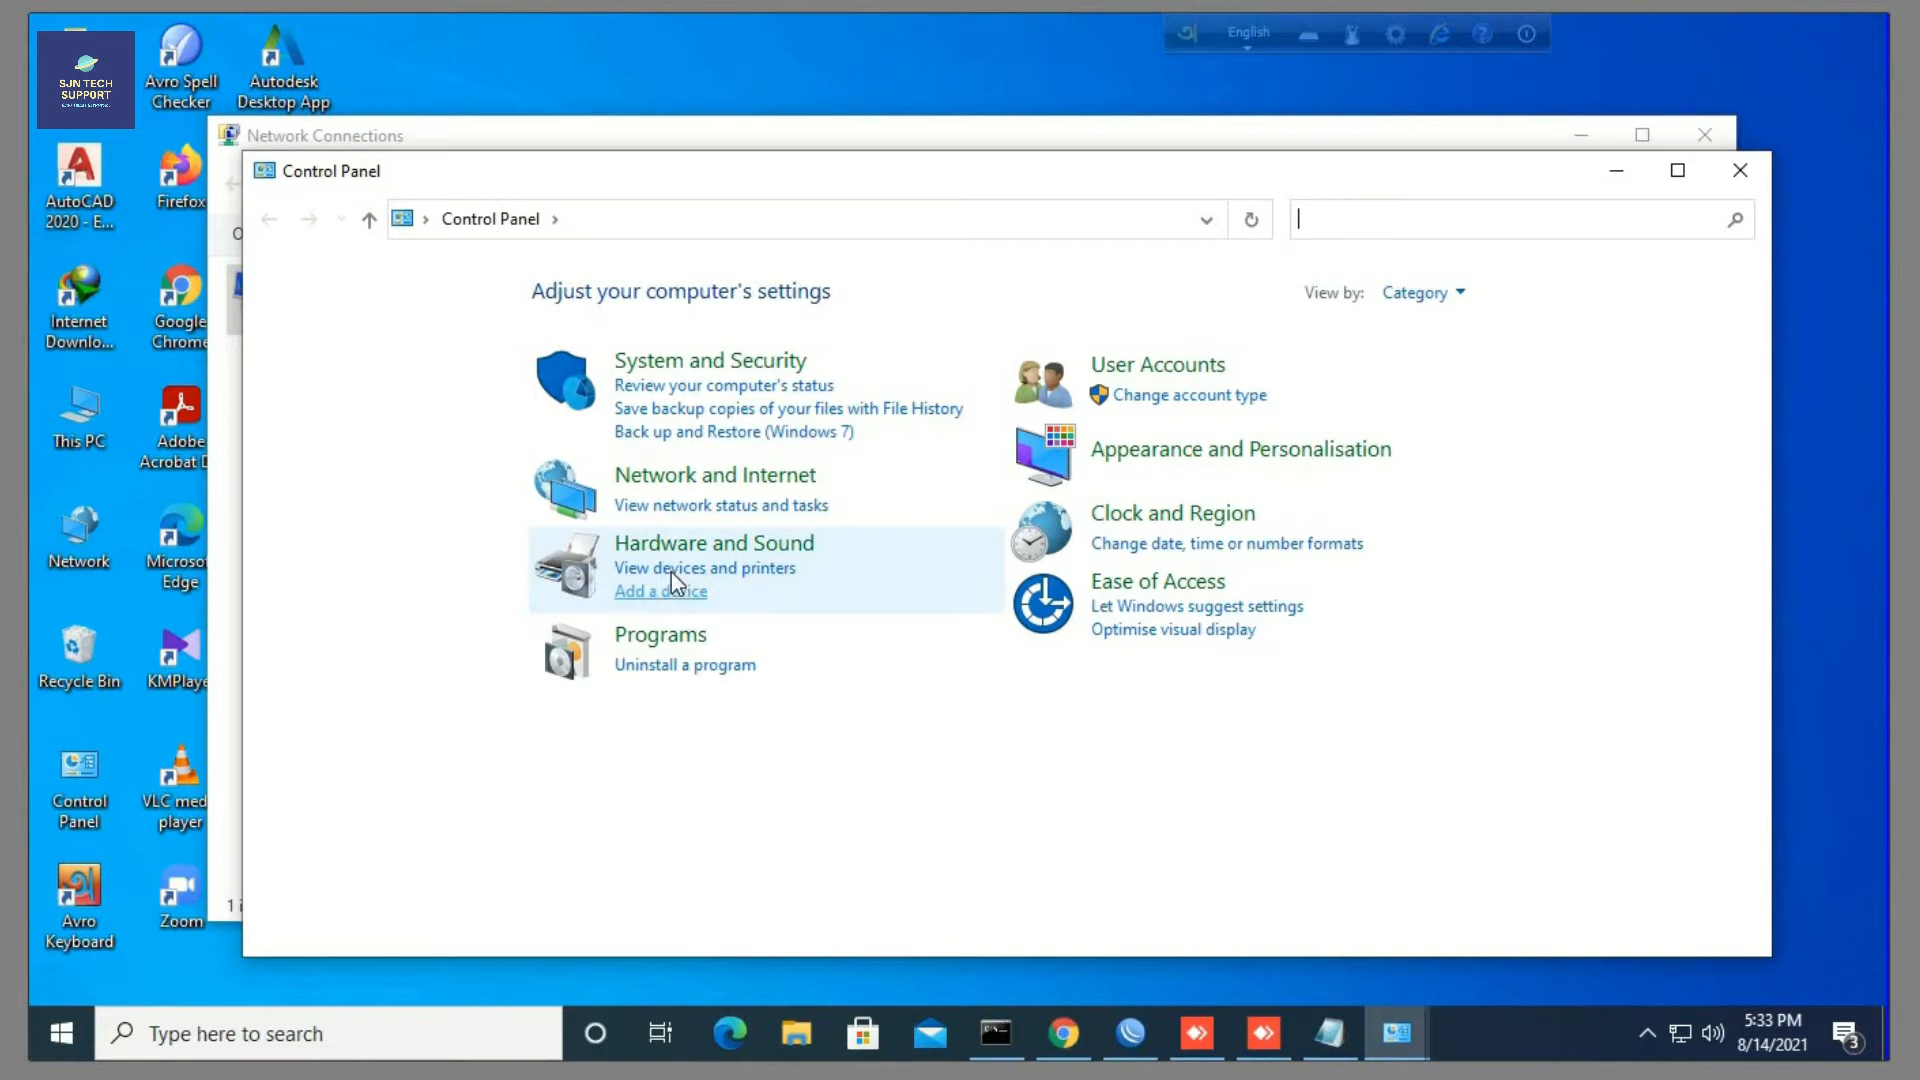 SJN TECH
SUPPORT
Avro Spell
Checker
Autodesk
Desktop App
English
AutoCAD
2020 - E...
Firefox
Internet
Downlo...
Google
Chrome
This PC
Adobe
Acrobat D
Network
Microsof
Edge
Recycle Bin
KMPlaye
Control
Panel
VLC med
player
Avro
Keyboard
Zoom
Network Connections
1 i
Control Panel
Control Panel
Adjust your computer's settings
View by: Category
System and Security
Review your computer's status
Save backup copies of your files with File History
Back up and Restore (Windows 7)
Network and Internet
View network status and tasks
Hardware and Sound
View devices and printers
Add a device
Programs
Uninstall a program
User Accounts
Change account type
Appearance and Personalisation
Clock and Region
Change date, time or number formats
Ease of Access
Let Windows suggest settings
Optimise visual display
Type here to search
5:33 PM
8/14/2021
3